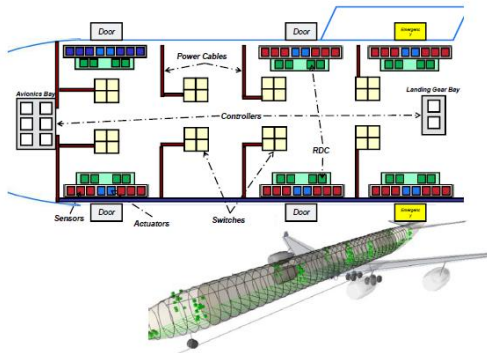 Door
Door
Power Cables
Avionics Bay
Landing Gear Bay
Controllers
RDC
Sensors
Door
Actuators
Switches
Door